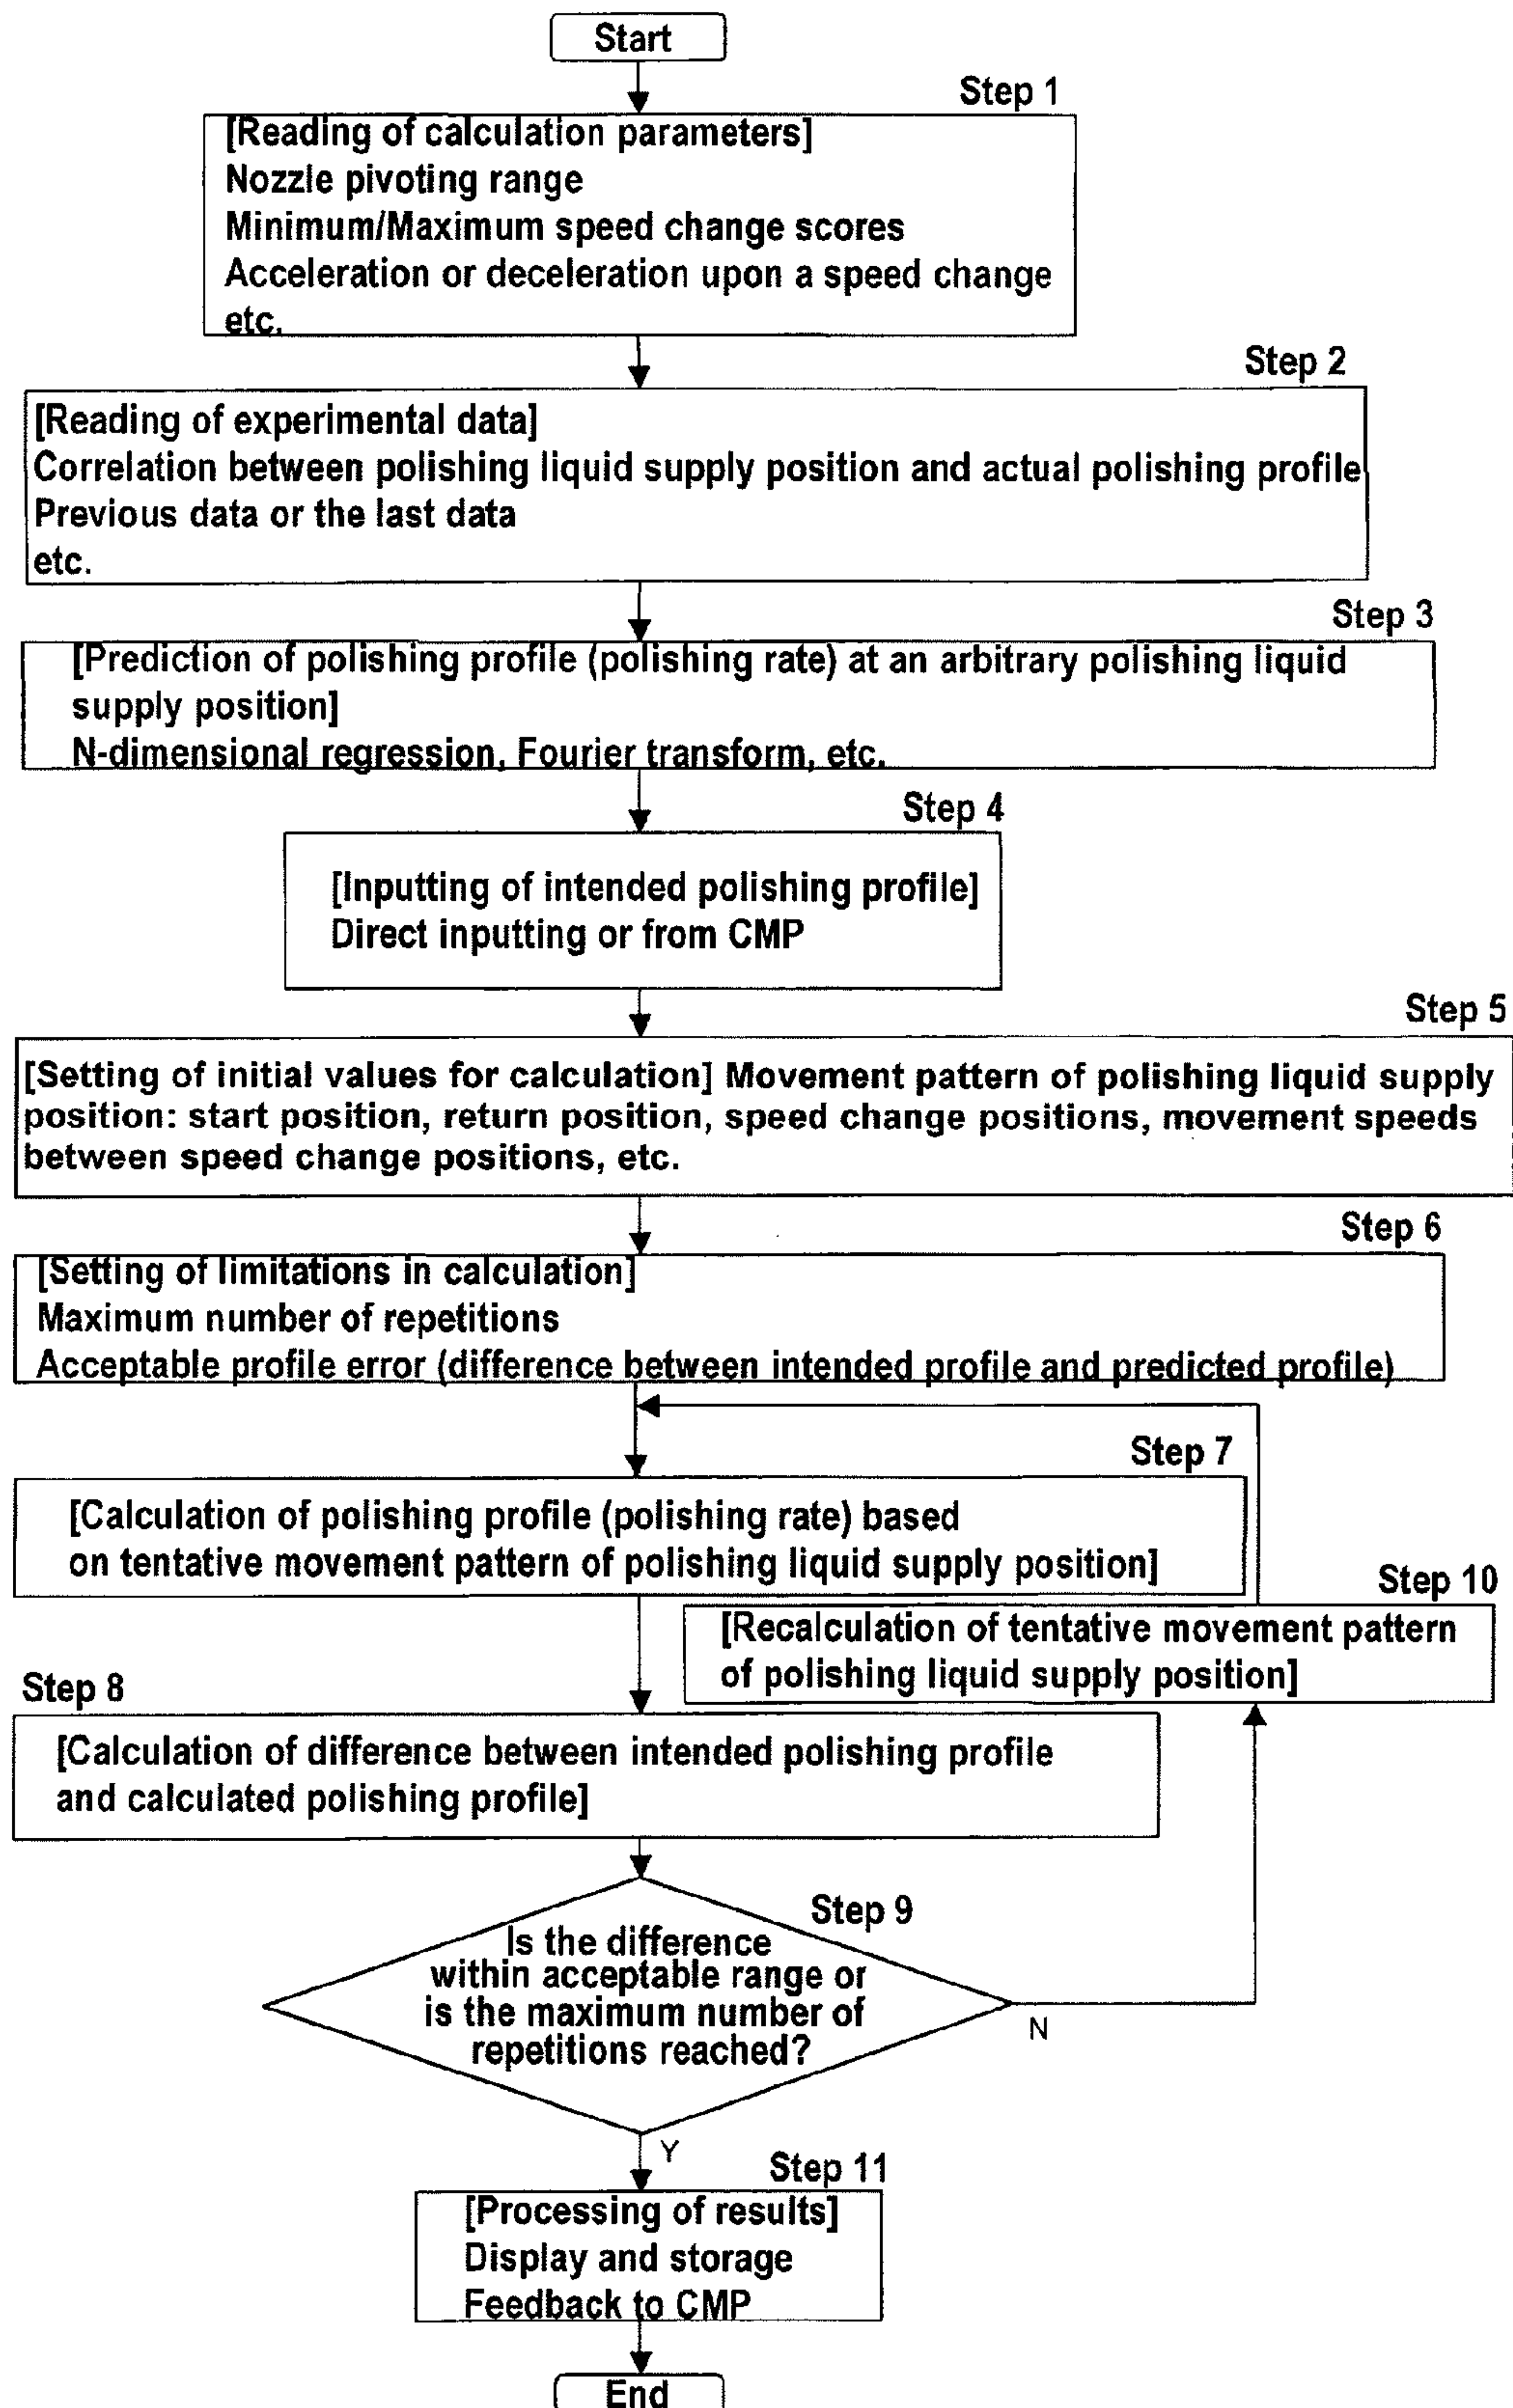 Start
Step 1
[Reading of calculation parameters]
Nozzle pivoting range
Minimum/Maximum speed change scores
Acceleration or deceleration upon a speed change
etc.
Step 2
[Reading of experimental data]
Correlation between polishing liquid supply position and actual polishing profile
Previous data or the last data
etc.
Step 3
[Prediction of polishing profile (polishing rate) at an arbitrary polishing liquid
supply position]
N-dimensional regression, Fourier transform, etc.
Step 4
[Inputting of intended polishing profile]
Direct inputting or from CMP
Step 5
[Setting of initial values for calculation] Movement pattern of polishing liquid supply
position: start position, return position, speed change positions, movement speeds
between speed change positions, etc.
Step 6
[Setting of limitations in calculation]
Maximum number of repetitions
Acceptable profile error (difference between intended profile and predicted profile)
Step 7
[Calculation of polishing profile (polishing rate) based
on tentative movement pattern of polishing liquid supply position]
Step 10
[Recalculation of tentative movement pattern
of polishing liquid supply position]
Step 8
[Calculation of difference between intended polishing profile
and calculated polishing profile]
Step 9
Is the difference
within acceptable range or
is the maximum number of
repetitions reached?
N
Y
Step 11
[Processing of results]
Display and storage
Feedback to CMP
End